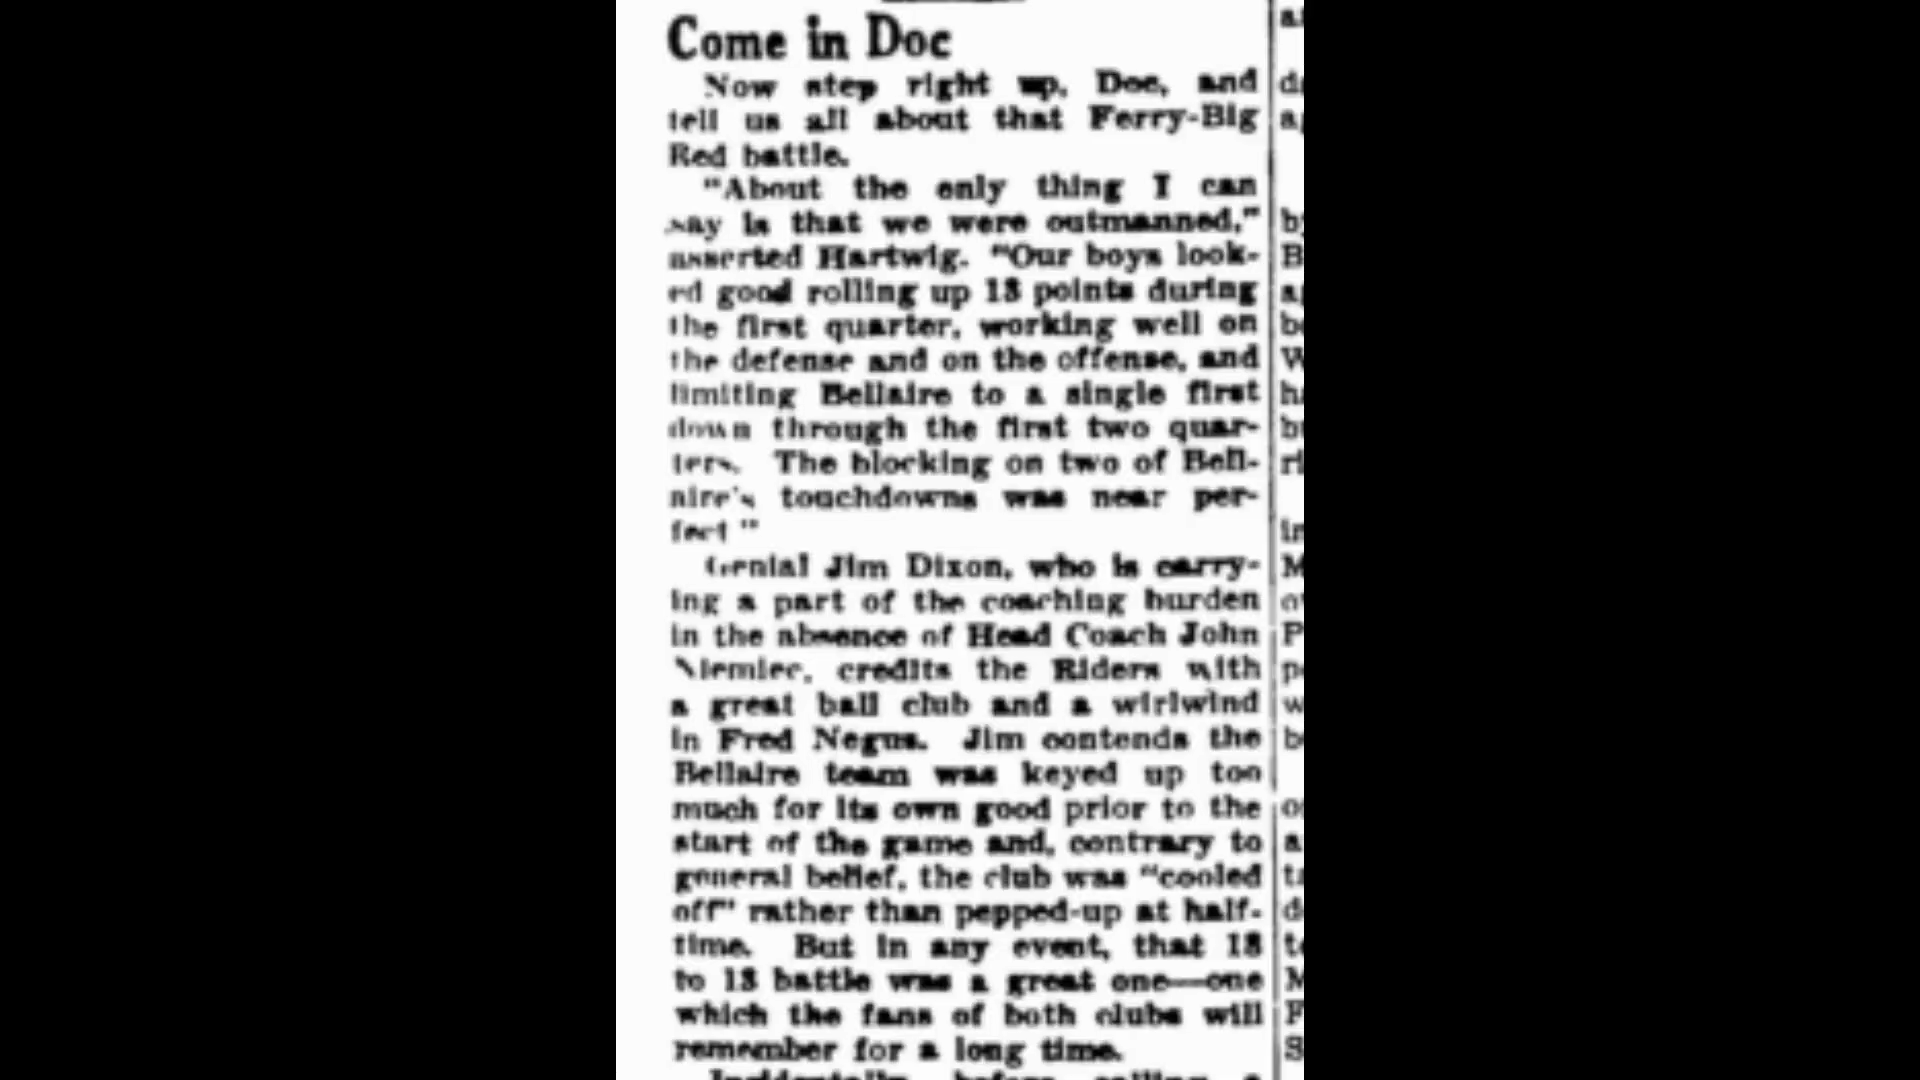 Come in Doc
Now step right up, Doc, and
tell us all about that Ferry-Big
Red battle.
"About the only thing I can
say is that we were outmanned,"
asserted Hartwig. "Our boys look-
ed good rolling up 13 points during
the first quarter, working well on
the defense and on the offense, and
limiting Bellaire to a single first
down through the first two quar-
ters. The blocking on two of Bell-
aire's touchdowns was near per-
fect"
Genial Jim Dixon, who is carry-
ing a part of the coaching burden
in the absence of Head Coach John
Niemiec, credits the Riders with
a great ball club and a wirlwind
in Fred Negus. Jim contends the
Bellaire team was keyed up too
much for its own good prior to the
start of the game and, contrary to
general belief, the club was "cooled
off" rather than pepped-up at half-
time. But in any event, that 18
to 13 battle was a great one—one
which the fans of both clubs will
remember for a long time.